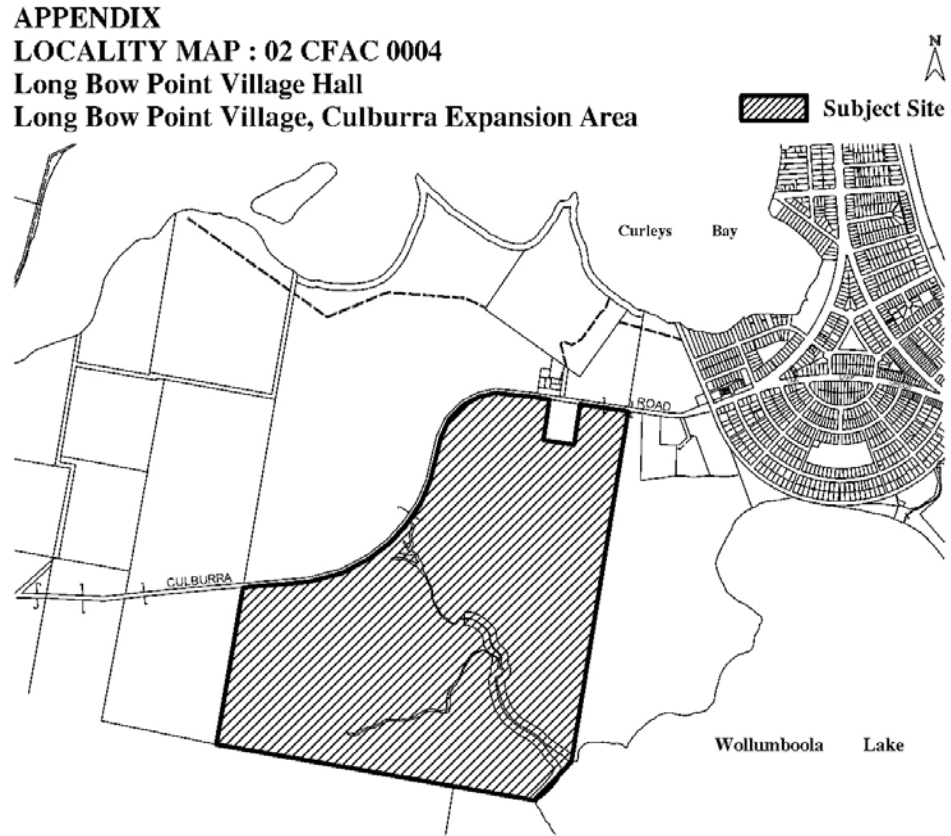 APPENDIX
LOCALITY MAP : 02 CFAC 0004
Long Bow Point Village Hall
Long Bow Point Village, Culburra Expansion Area
N
Subject Site
Curleys Bay
ROAD
CULBURRA
Wollumboola Lake